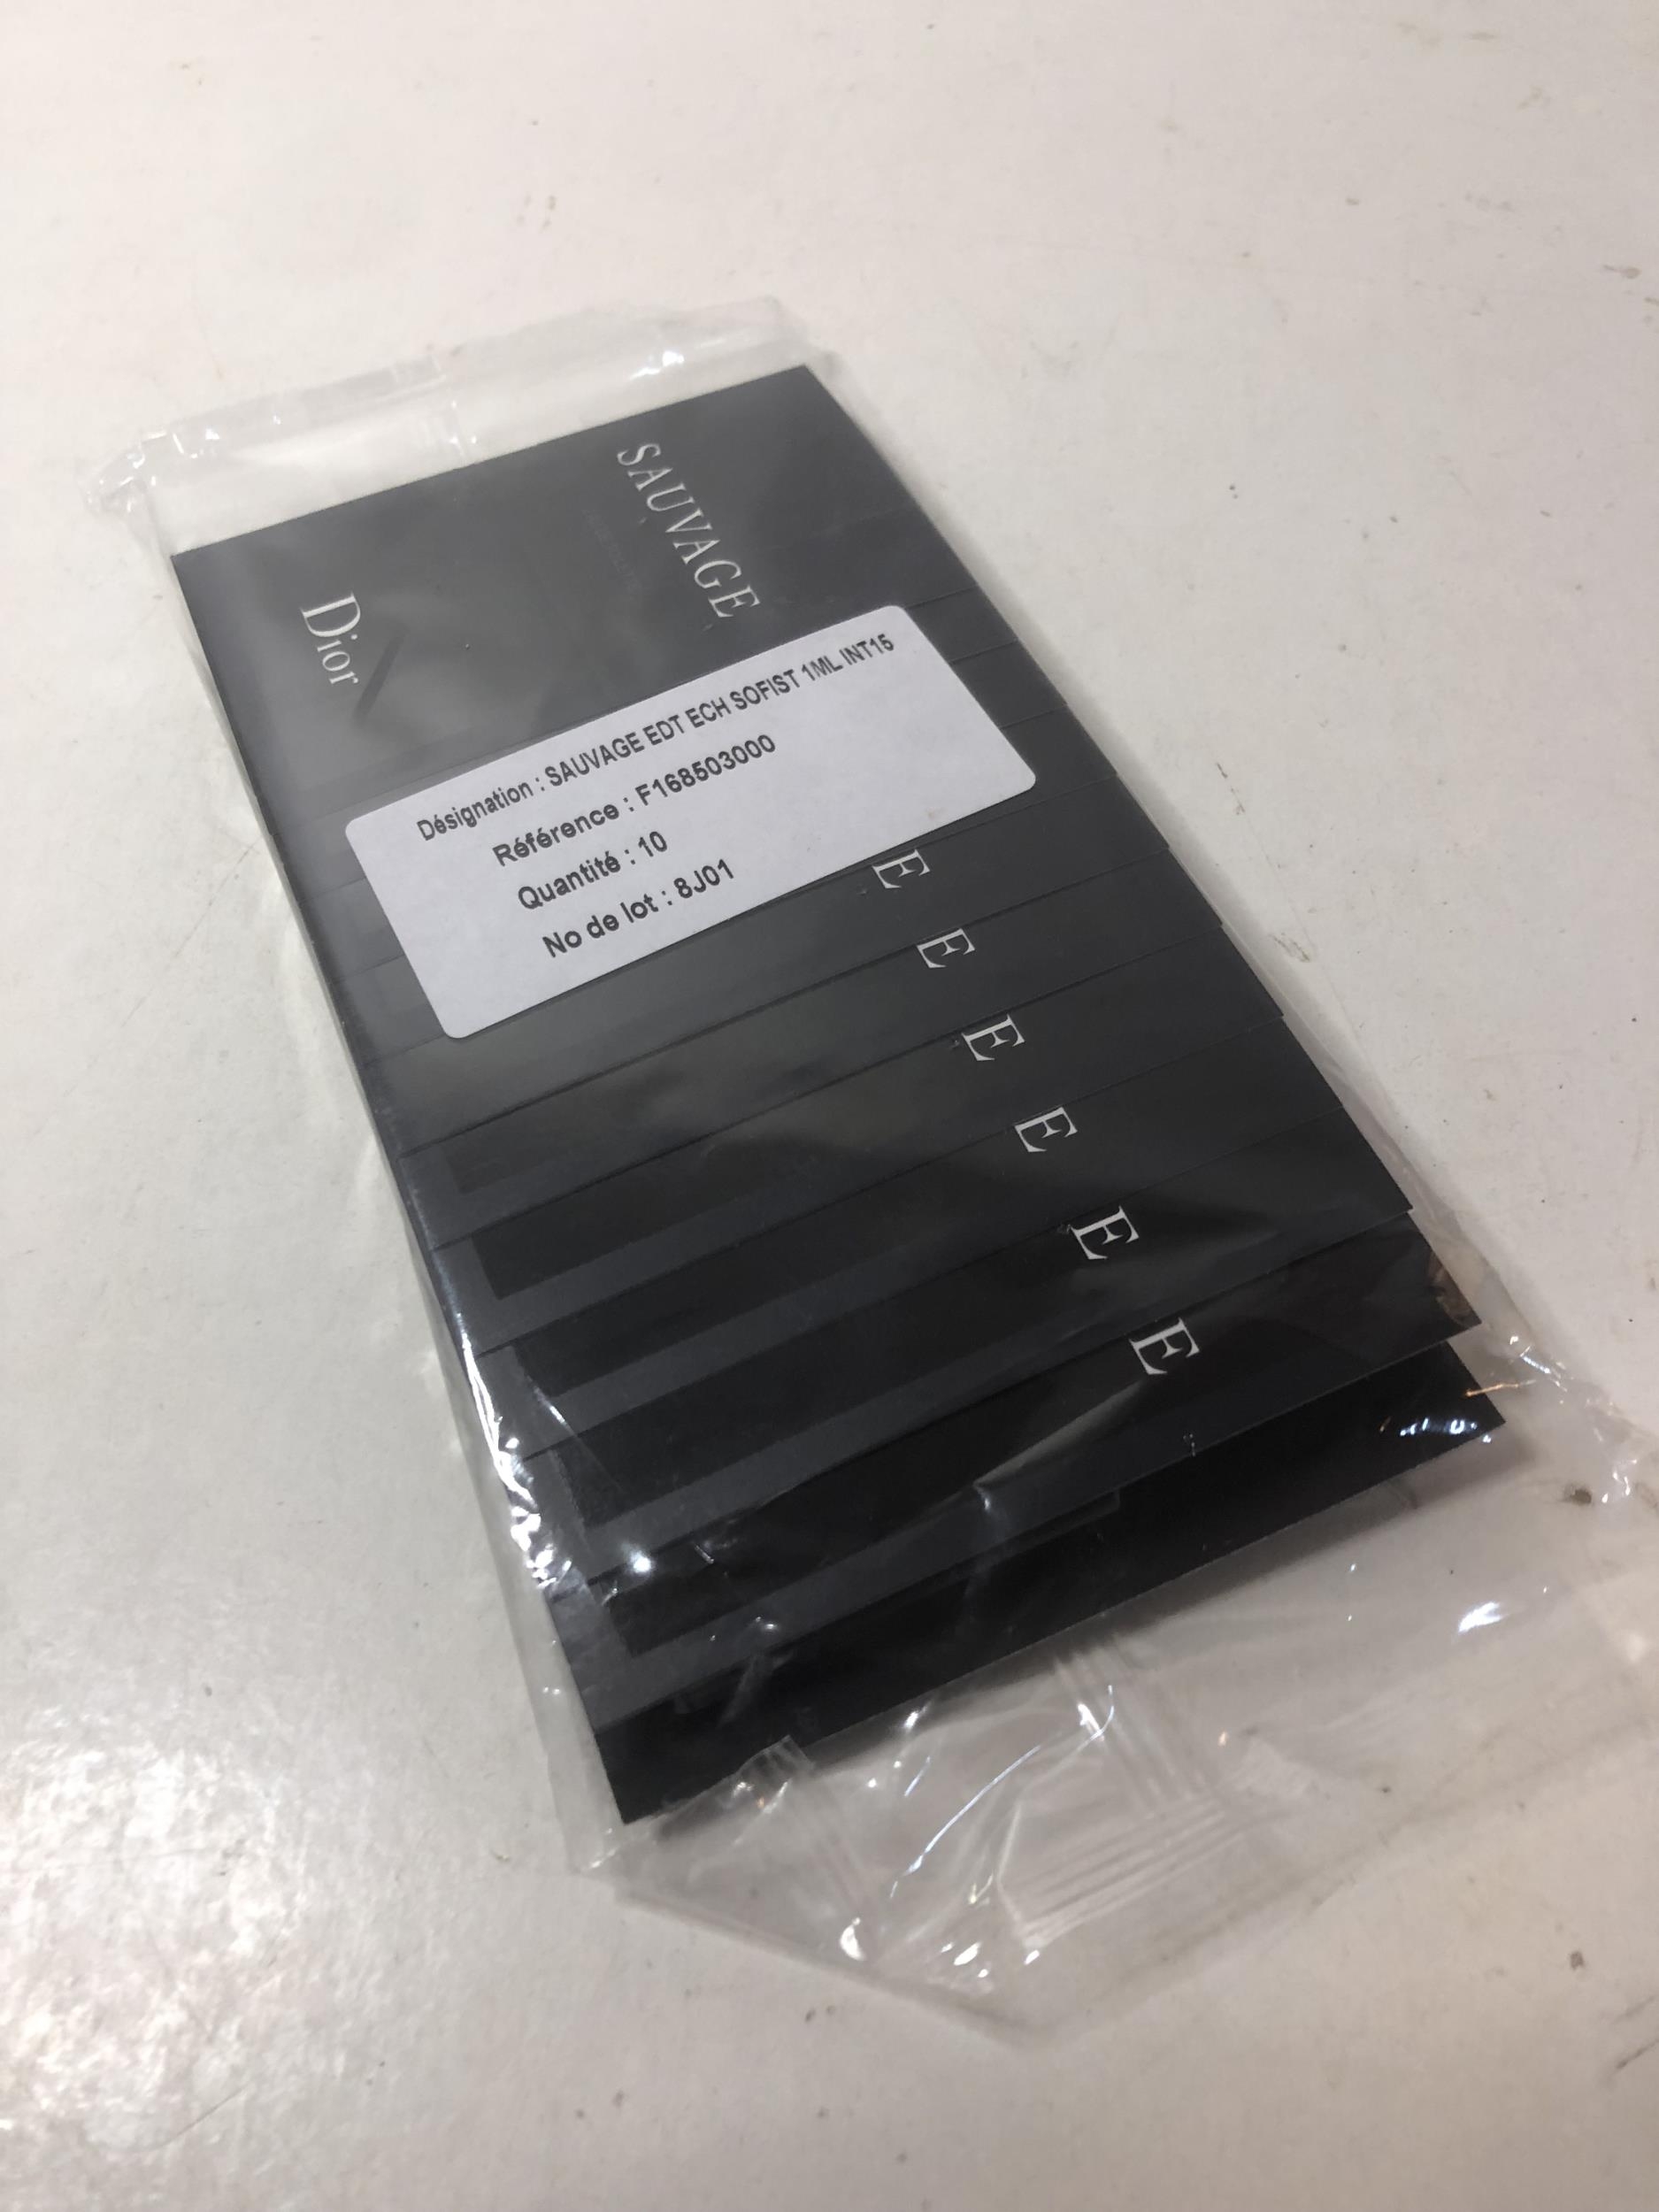 SAUVAGE
Dior
Désignation : SAUVAGE EDT ECH SOFIST 1ML INT15
Référence : F168503000
Quantité : 10
No de lot : 8J01
E
E
E
E
E
E